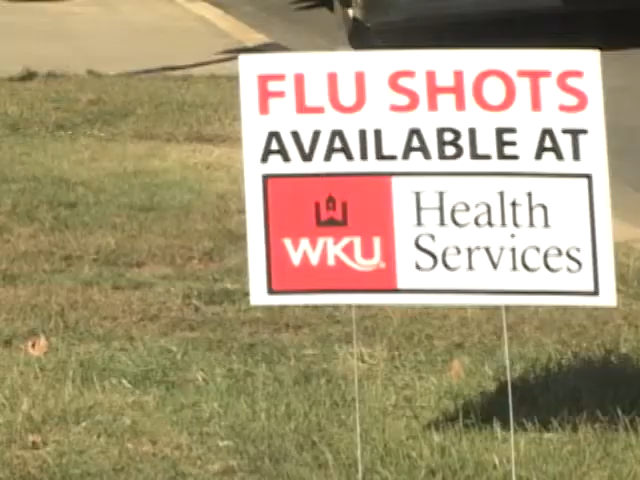 FLU SHOTS
AVAILABLE AT
WKU
Health
Services